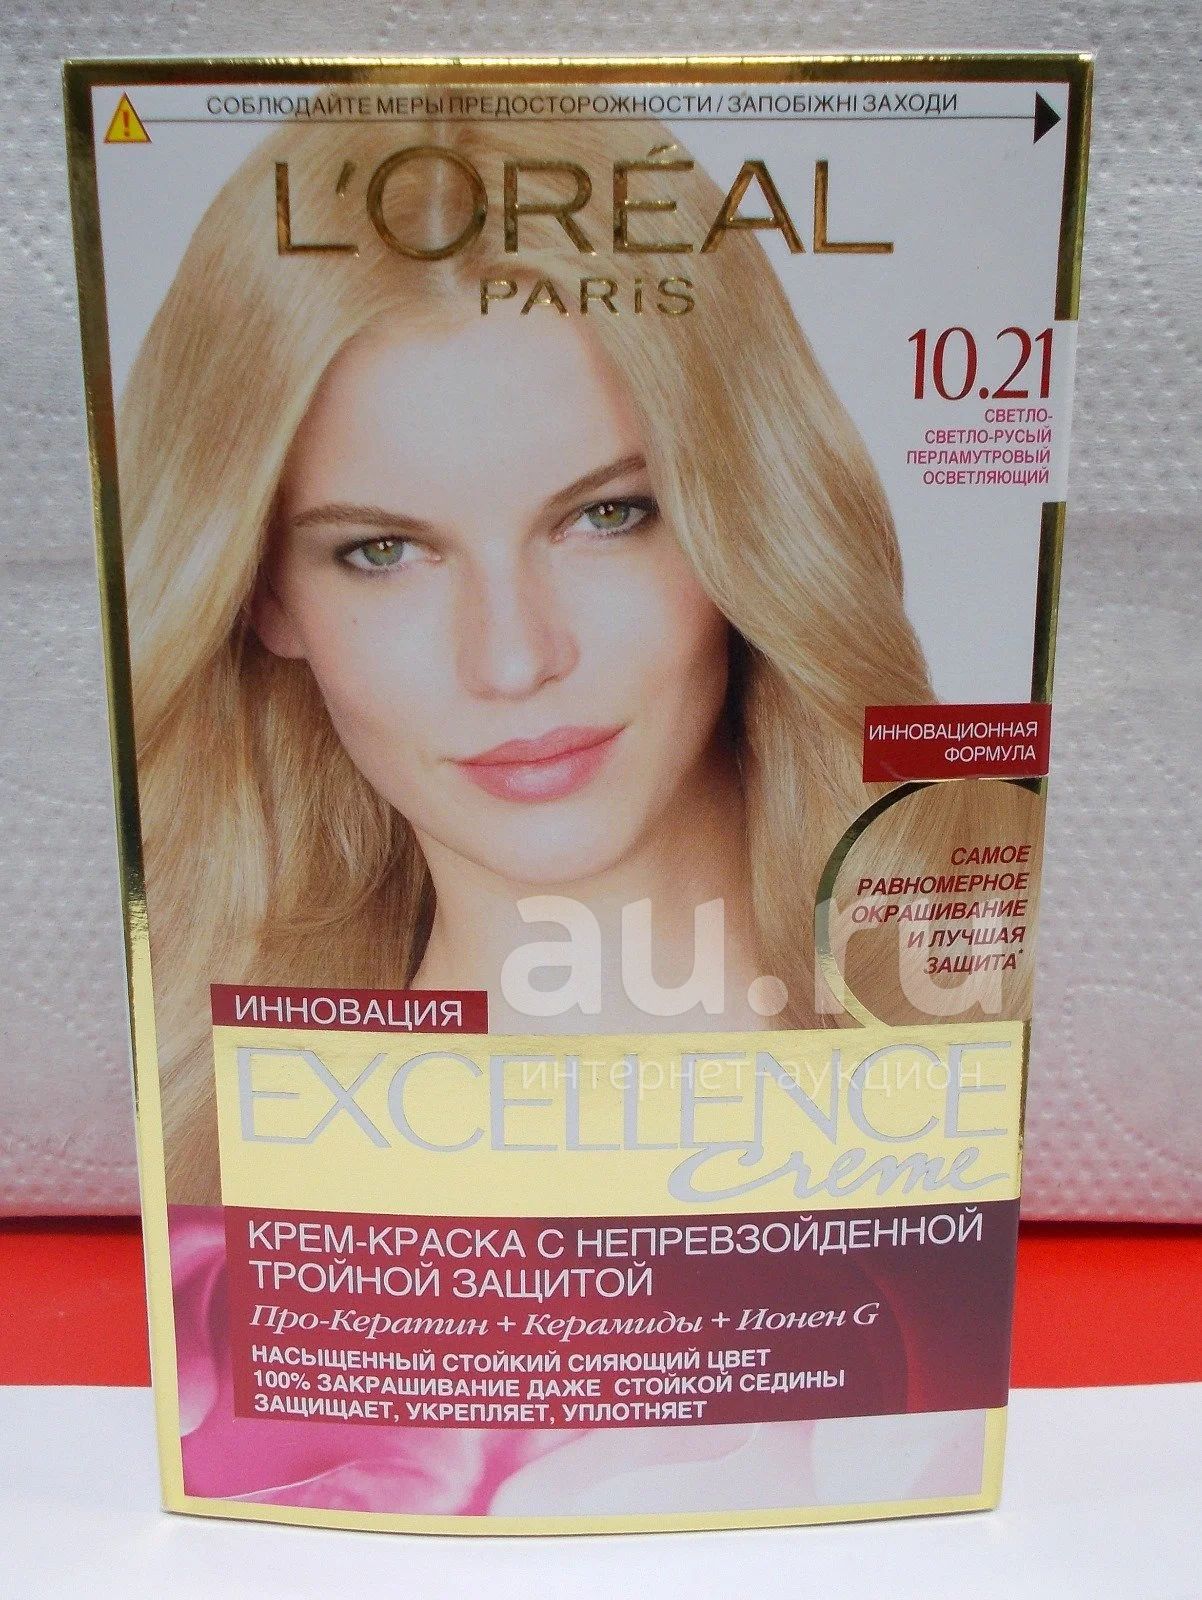 СОБЛЮДАЙТЕ МЕРЫ ПРЕДОСТОРОЖНОСТИ / ЗАПОБІЖНІ ЗАХОДИ
L'ORÉAL
PARiS
10.21
СВЕТЛО-
СВЕТЛО-РУСЫЙ
ПЕРЛАМУТРОВЫЙ
ОСВЕТЛЯЮЩИЙ
ИННОВАЦИОННАЯ
ФОРМУЛА
САМОЕ
РАВНОМЕРНОЕ
ОКРАШИВАНИЕ
И ЛУЧШАЯ
ЗАЩИТА*
au.ru
интернет-аукцион
ИННОВАЦИЯ
EXCELLENCE
Creme
КРЕМ-КРАСКА С НЕПРЕВЗОЙДЕННОЙ
ТРОЙНОЙ ЗАЩИТОЙ
Про-Кератин + Керамиды + Ионен G
НАСЫЩЕННЫЙ СТОЙКИЙ СИЯЮЩИЙ ЦВЕТ
100% ЗАКРАШИВАНИЕ ДАЖЕ СТОЙКОЙ СЕДИНЫ
ЗАЩИЩАЕТ, УКРЕПЛЯЕТ, УПЛОТНЯЕТ